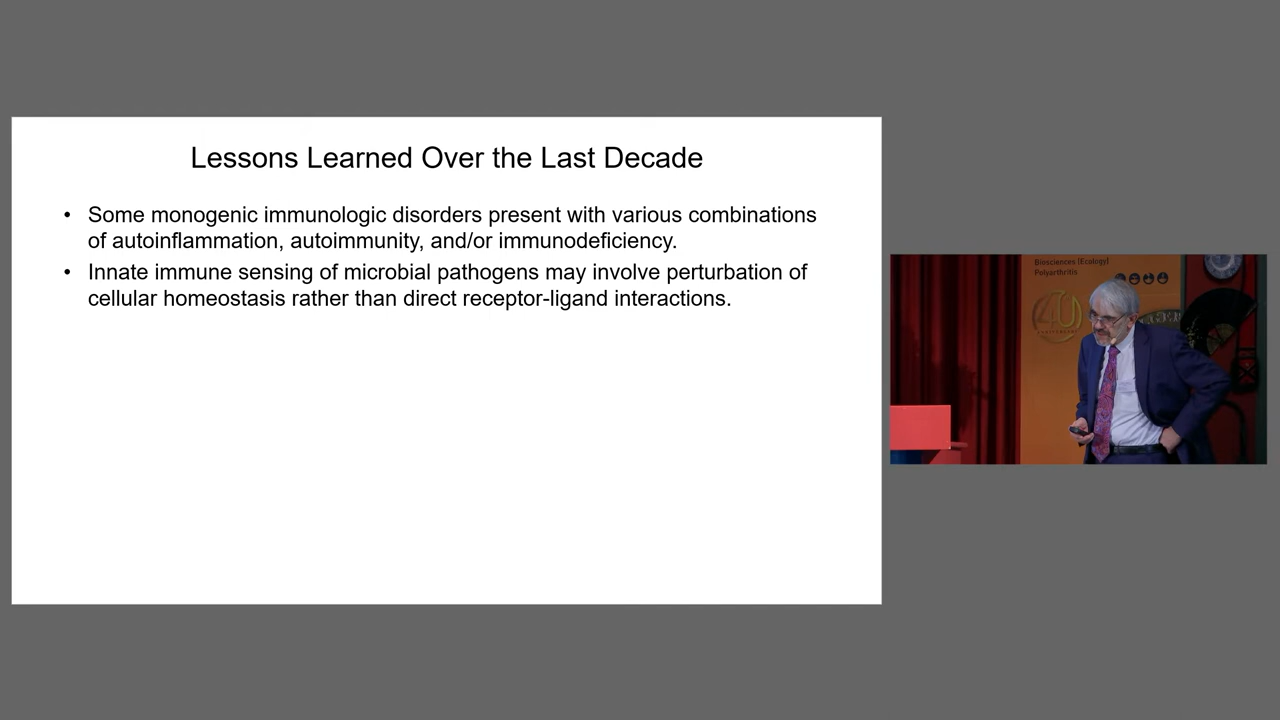 Lessons Learned Over the Last Decade
• Some monogenic immunologic disorders present with various combinations
of autoinflammation, autoimmunity, and/or immunodeficiency.
• Innate immune sensing of microbial pathogens may involve perturbation of
cellular homeostasis rather than direct receptor-ligand interactions.
Biosciences (Ecology)
Polyarthritis
40